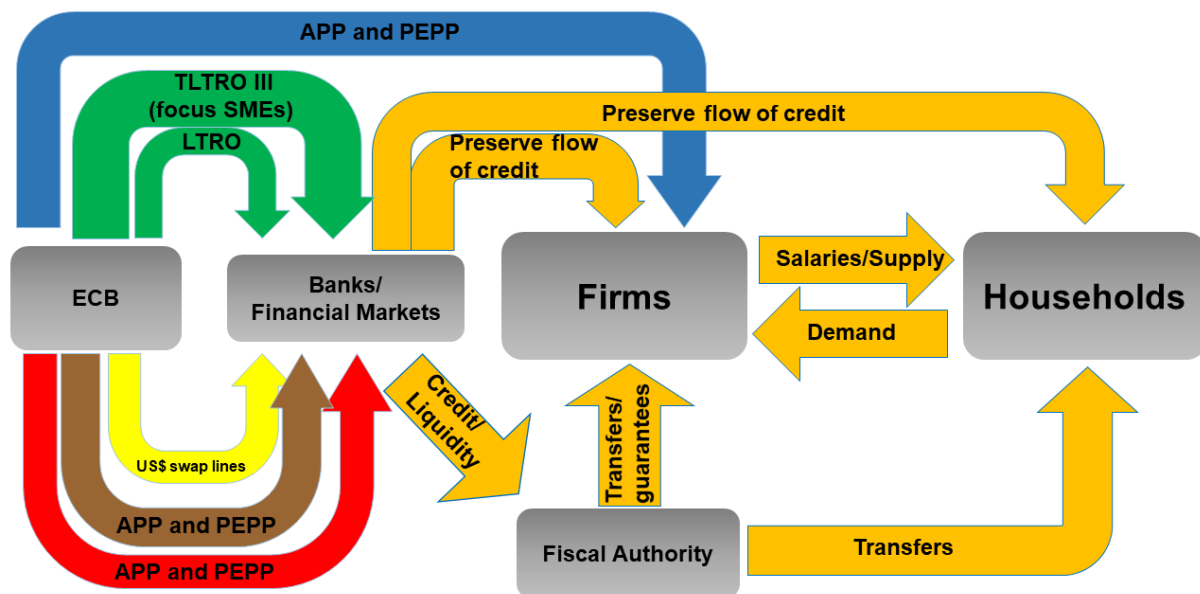 APP and PEPP
TLTRO III
(focus SMEs)
LTRO
Preserve flow of credit
Preserve flow
of credit
ECB
Banks/
Financial Markets
Firms
Salaries/Supply
Demand
Households
US$ swap lines
APP and PEPP
APP and PEPP
Credit/
Liquidity
Transfers/
guarantees
Fiscal Authority
Transfers